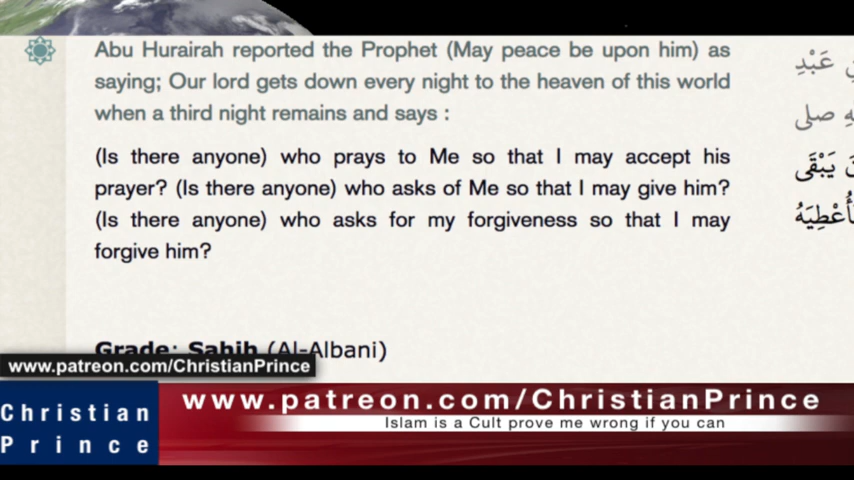 Abu Hurairah reported the Prophet (May peace be upon him) as
saying; Our lord gets down every night to the heaven of this world
when a third night remains and says :
(Is there anyone) who prays to Me so that I may accept his
prayer? (Is there anyone) who asks of Me so that I may give him?
(Is there anyone) who asks for my forgiveness so that I may
forgive him?
عَبْدِ
صلى
يَبْقَى
Grade: Sahih (Al-Albani)
www.patreon.com/ChristianPrince
Christian
Prince
www.patreon.com/ChristianPrince
Islam is a Cult prove me wrong if you can